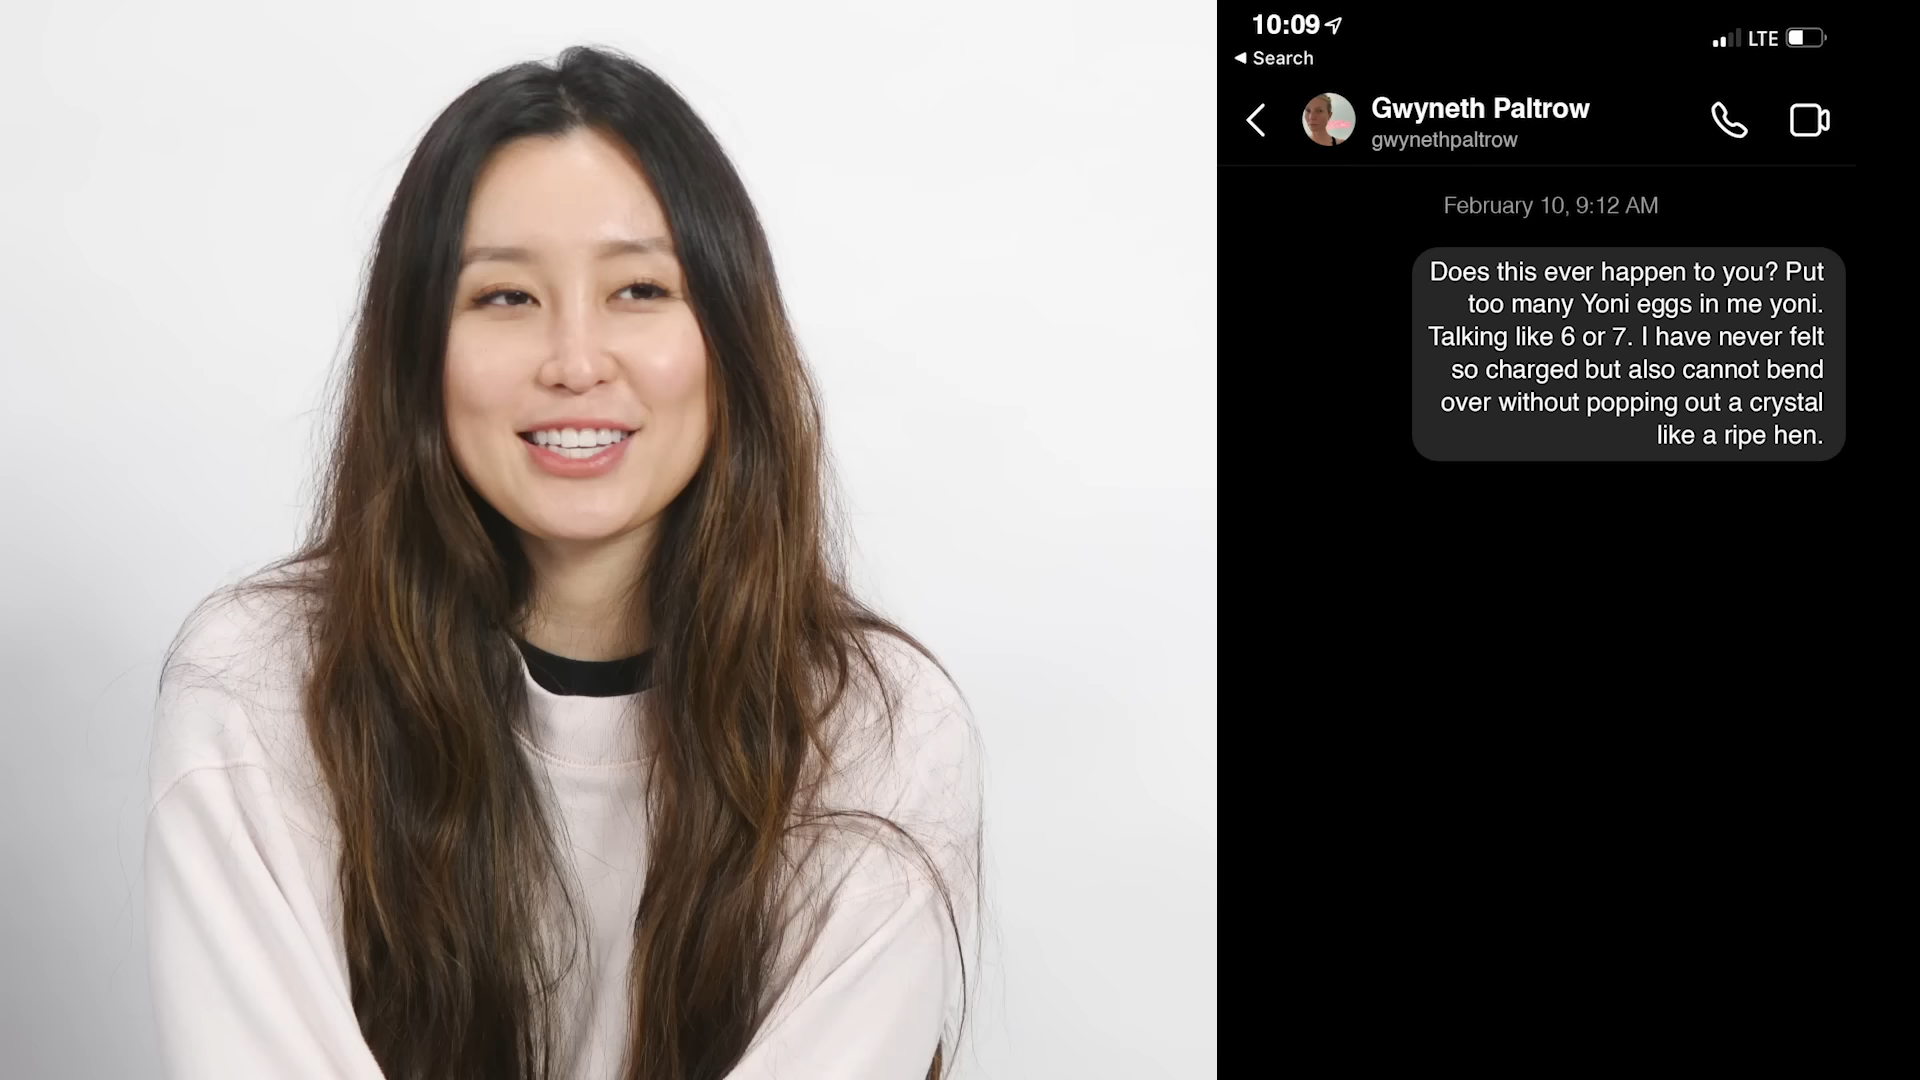 10:09
LTE
Search
Gwyneth Paltrow
gwynethpaltrow
February 10, 9:12 AM
Does this ever happen to you? Put
too many Yoni eggs in me yoni.
Talking like 6 or 7. I have never felt
so charged but also cannot bend
over without popping out a crystal
like a ripe hen.